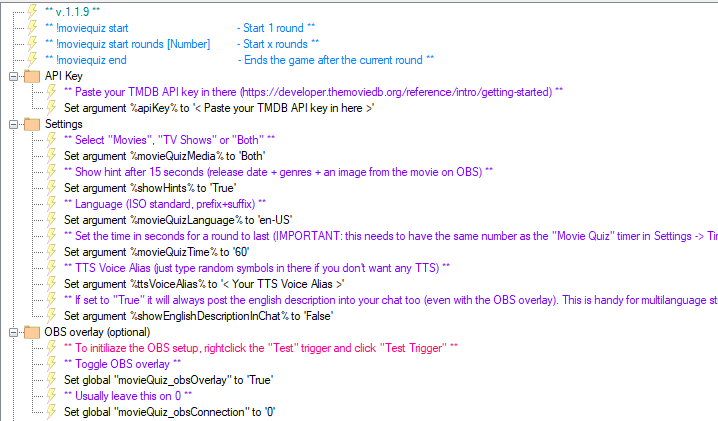 ** v.1.1.9 **
** !moviequiz start - Start 1 round **
** !moviequiz start rounds [Number] - Start x rounds **
** !moviequiz end - Ends the game after the current round **
API Key
** Paste your TMDB API key in there (https://developer.themoviedb.org/reference/intro/getting-started) **
Set argument %apiKey% to '< Paste your TMDB API key in here >'
Settings
** Select "Movies", "TV Shows" or "Both" **
Set argument %movieQuizMedia% to 'Both'
** Show hint after 15 seconds (release date + genres + an image from the movie on OBS) **
Set argument %showHints% to 'True'
** Language (ISO standard, prefix+suffix) **
Set argument %movieQuizLanguage% to 'en-US'
** Set the time in seconds for a round to last (IMPORTANT: this needs to have the same number as the "Movie Quiz" timer in Settings -> Tim
Set argument %movieQuizTime% to '60'
** TTS Voice Alias (just type random symbols in there if you don't want any TTS) **
Set argument %ttsVoiceAlias% to '< Your TTS Voice Alias >'
** If set to "True" it will always post the english description into your chat too (even with the OBS overlay). This is handy for multilanguage st
Set argument %showEnglishDescriptionInChat% to 'False'
OBS overlay (optional)
** To initiliaze the OBS setup, rightclick the "Test" trigger and click "Test Trigger" **
** Toggle OBS overlay **
Set global "movieQuiz_obsOverlay" to 'True'
** Usually leave this on 0 **
Set global "movieQuiz_obsConnection" to '0'